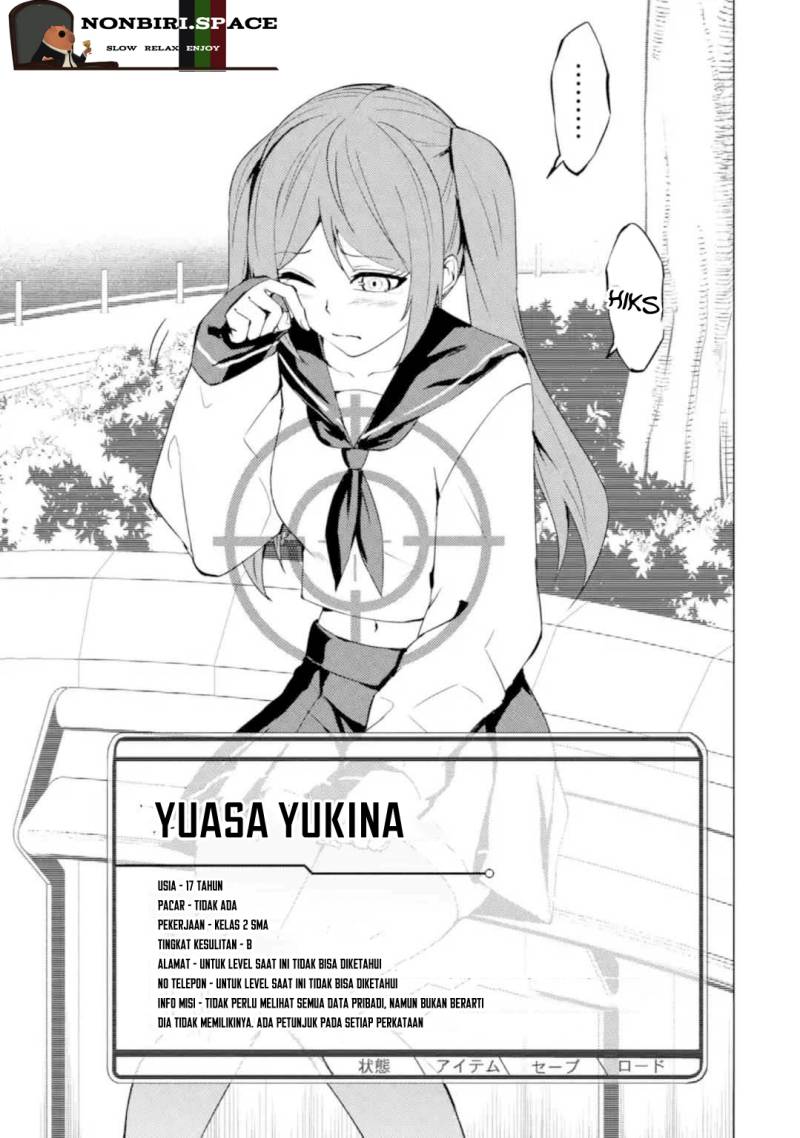 NONBIRI.SPACE
SLOW RELAX ENJOY
.........
HIKS
YUASA YUKINA
USIA - 17 TAHUN
PACAR - TIDAK ADA
PEKERJAAN - KELAS 2 SMA
TINGKAT KESULITAN - B
ALAMAT - UNTUK LEVEL SAAT INI TIDAK BISA DIKETAHUI
NO TELEPON - UNTUK LEVEL SAAT INI TIDAK BISA DIKETAHUI
INFO MISI - TIDAK PERLU MELIHAT SEMUA DATA PRIBADI, NAMUN BUKAN BERARTI
DIA TIDAK MEMILIKINYA. ADA PETUNJUK PADA SETIAP PERKATAAN
状態 アイテム セーブ ロード